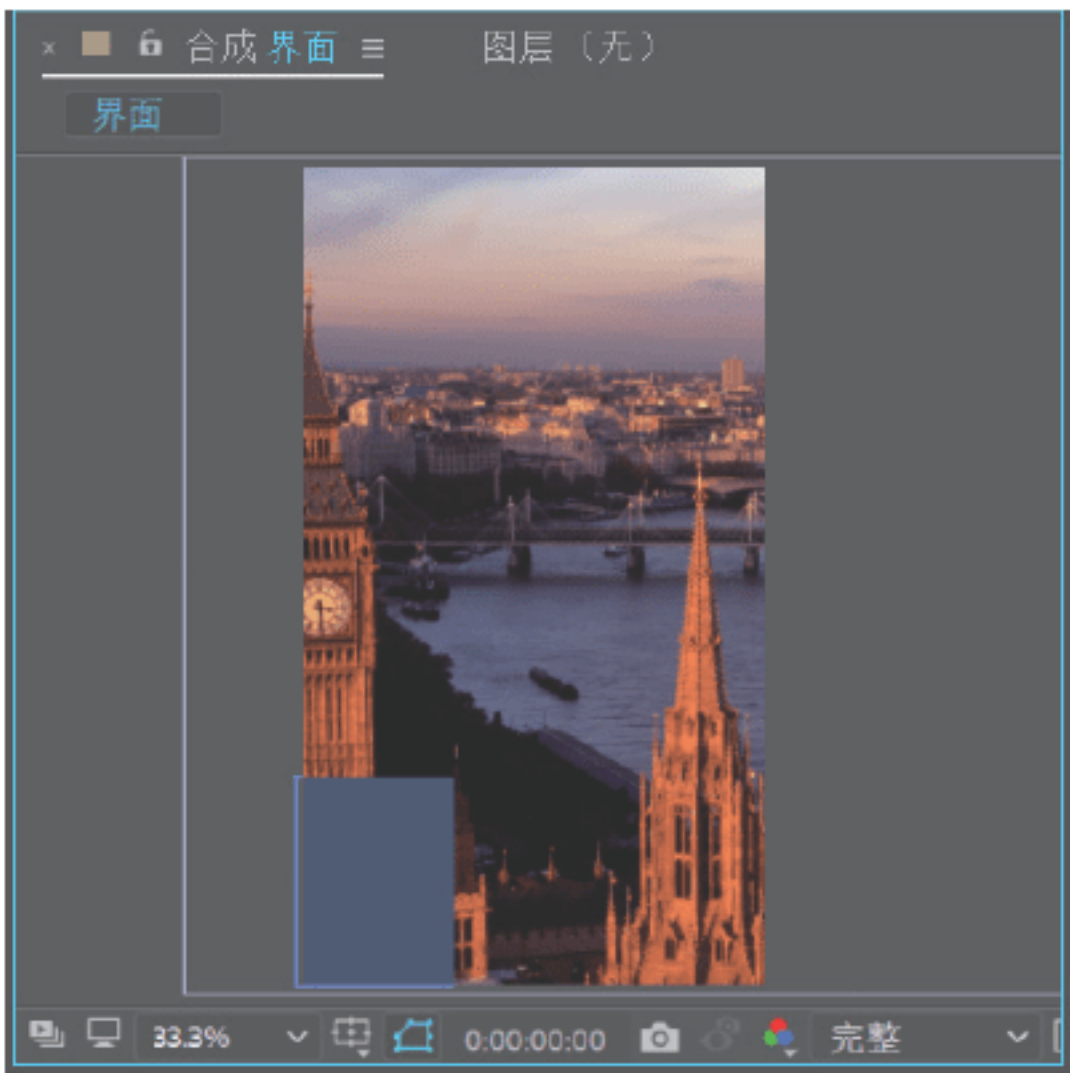 × 合成 界面 ≡ 图层 （无）
界面
33.3% 0:00:00:00 完整